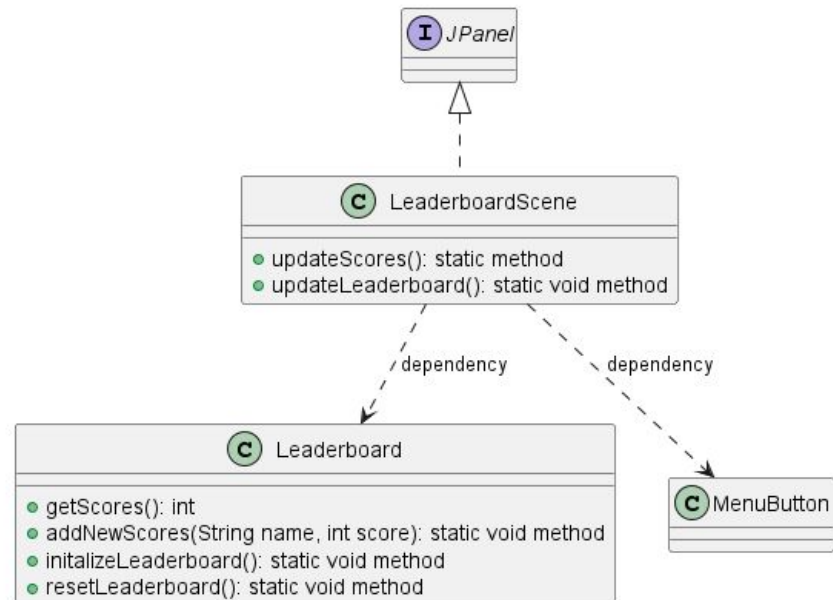 I JPanel
C LeaderboardScene
updateScores(): static method
updateLeaderboard(): static void method
dependency
dependency
C Leaderboard
getScores(): int
addNewScores(String name, int score): static void method
initalizeLeaderboard(): static void method
resetLeaderboard(): static void method
C MenuButton